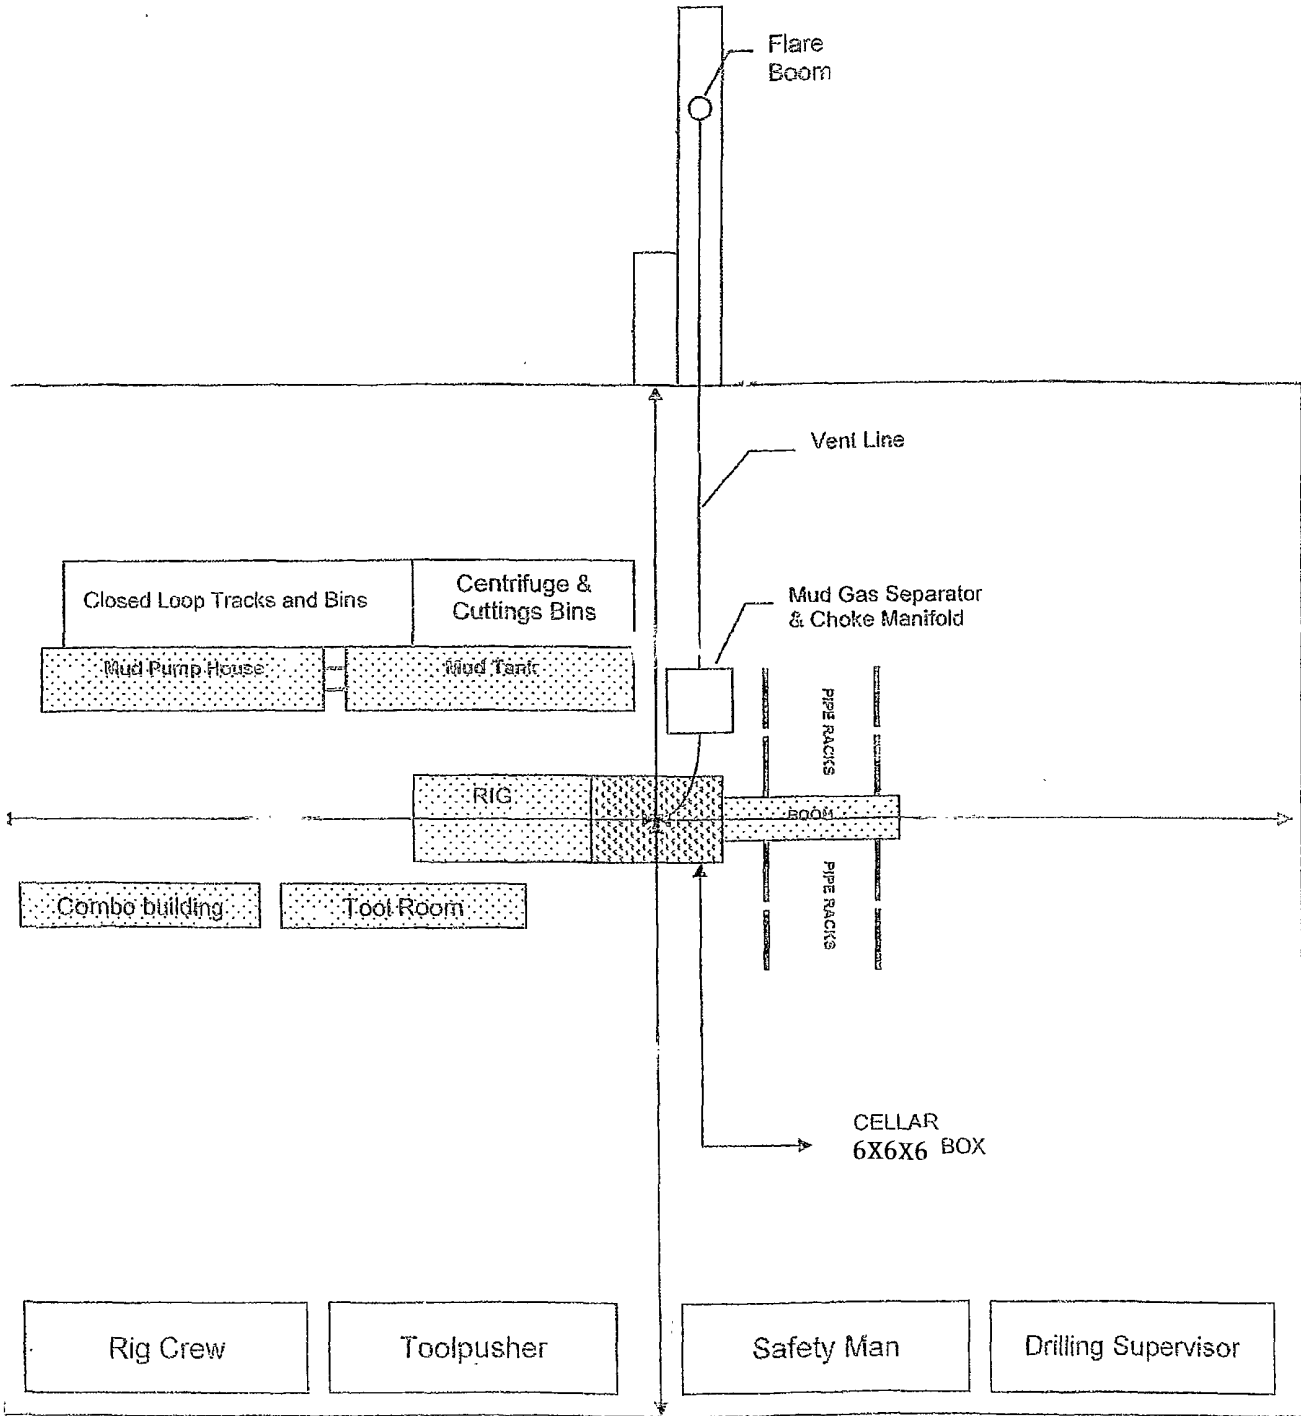 Flare
Boom
Vent Line
Closed Loop Tracks and Bins
Centrifuge &
Cuttings Bins
Mud Gas Separator
& Choke Manifold
Mud Pump House
Mud Tank
PIPE RACKS
RIG
BOOM
PIPE RACKS
Combo building
Tool Room
CELLAR
6X6X6 BOX
Rig Crew
Toolpusher
Safety Man
Drilling Supervisor